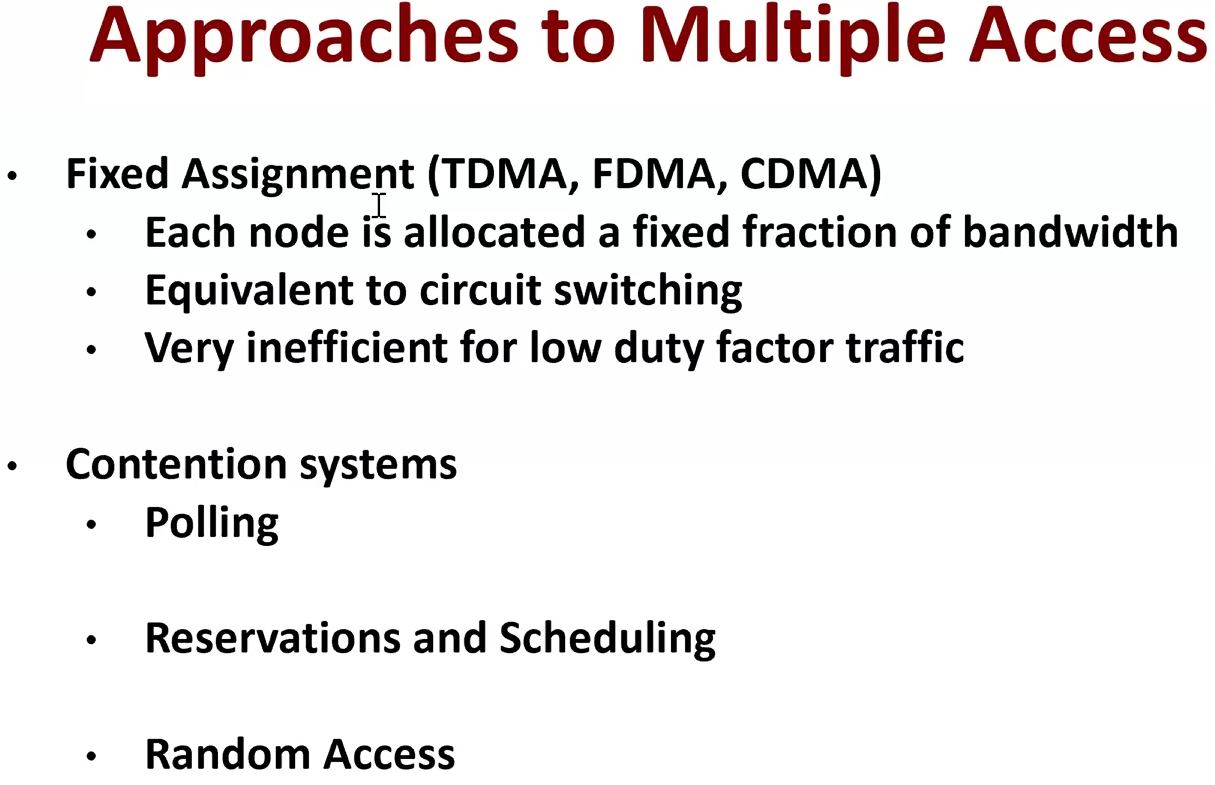 Approaches to Multiple Access
• Fixed Assignment (TDMA, FDMA, CDMA)
• Each node is allocated a fixed fraction of bandwidth
• Equivalent to circuit switching
• Very inefficient for low duty factor traffic
• Contention systems
• Polling
• Reservations and Scheduling
• Random Access